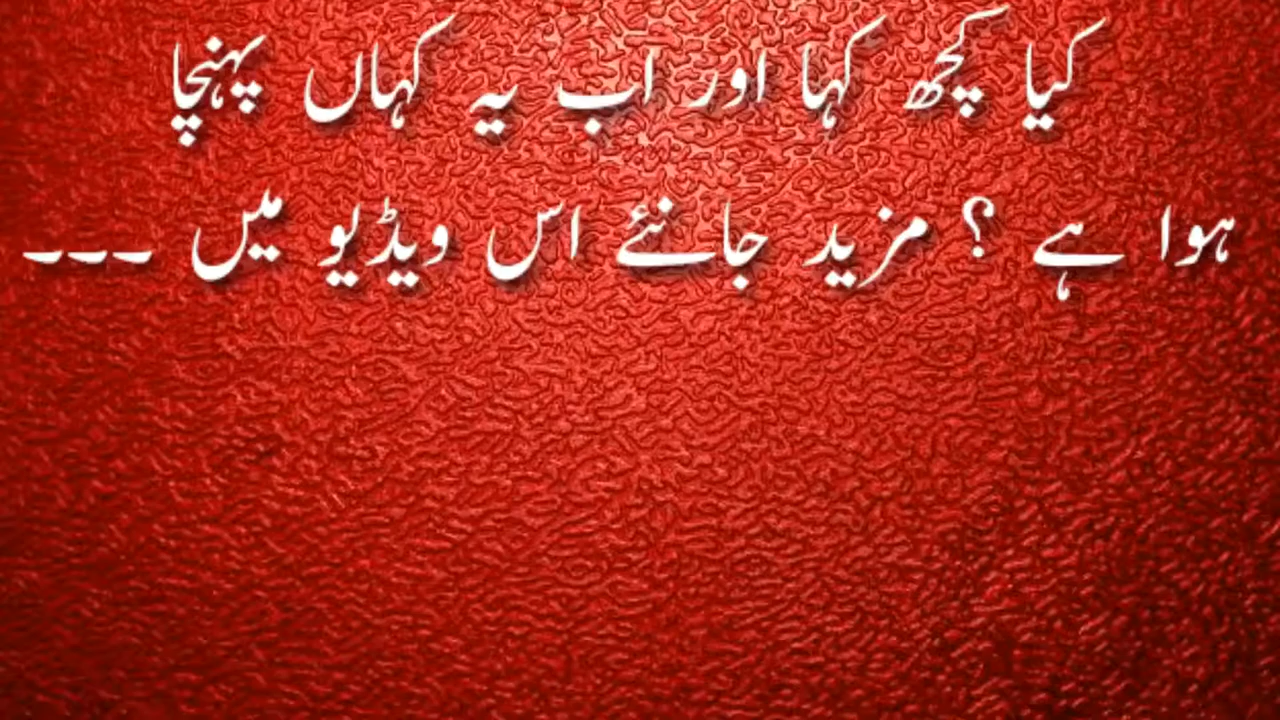 کیا کچھ کہا اور اب یہ کہاں پہنچا
ہوا ہے ؟ مزید جانئے اس ویڈیو میں ۔۔۔